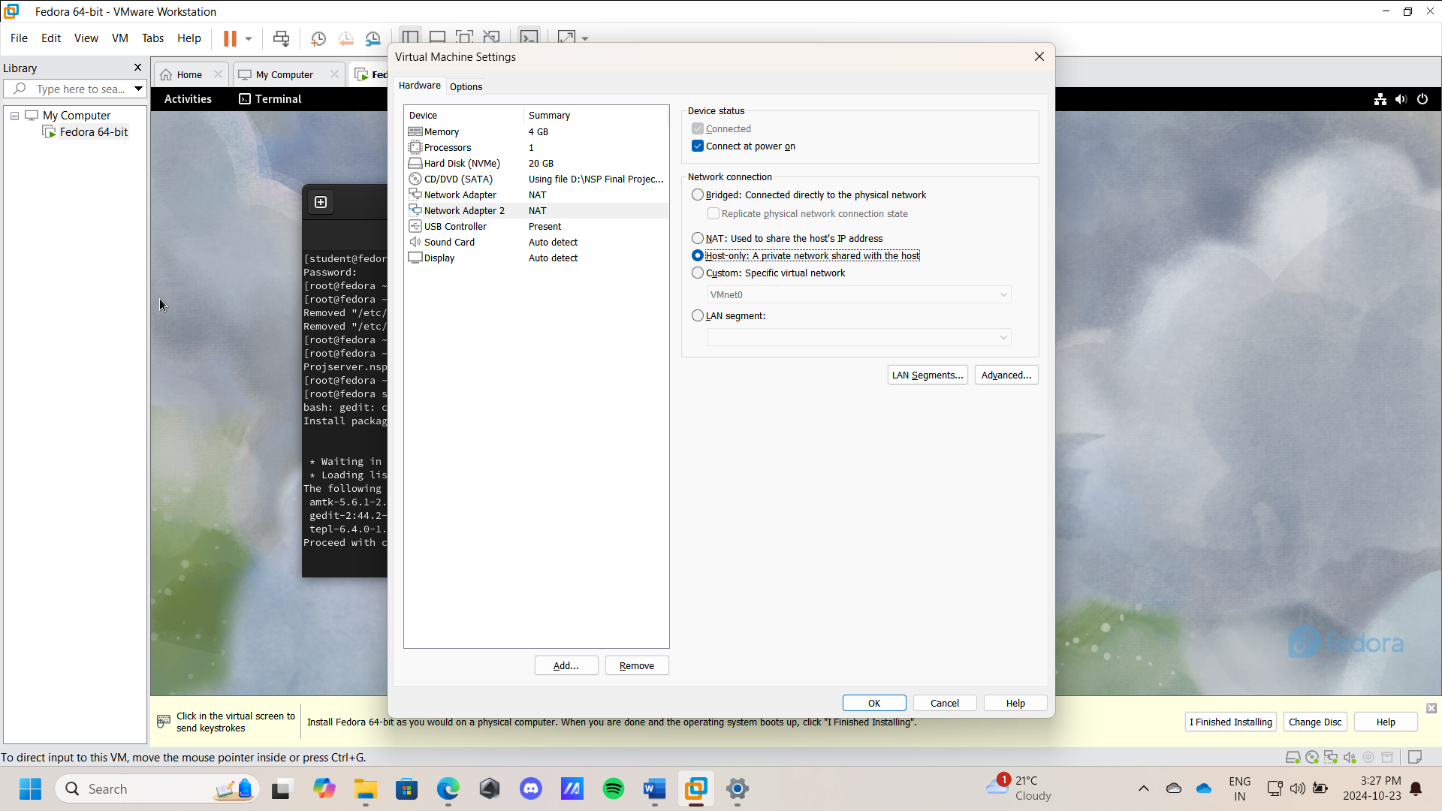 Fedora 64-bit - VMware Workstation
File Edit View VM Tabs Help
Library
Type here to sea...
My Computer
Fedora 64-bit
Home
My Computer
Fed
Activities
Terminal
[student@fedor
Password:
[root@fedora ~
[root@fedora ~
Removed "/etc/
Removed "/etc/
[root@fedora ~
[root@fedora ~
Projserver.nsp
[root@fedora ~
[root@fedora s
bash: gedit: c
Install packag
* Waiting in
* Loading lis
The following
amtk-5.6.1-2.
gedit-2:44.2-
tepl-6.4.0-1.
Proceed with c
Virtual Machine Settings
Hardware Options
Device Summary
Memory 4 GB
Processors 1
Hard Disk (NVMe) 20 GB
CD/DVD (SATA) Using file D:\NSP Final Projec...
Network Adapter NAT
Network Adapter 2 NAT
USB Controller Present
Sound Card Auto detect
Display Auto detect
Add... Remove
Device status
Connected
Connect at power on
Network connection
Bridged: Connected directly to the physical network
Replicate physical network connection state
NAT: Used to share the host's IP address
Host-only: A private network shared with the host
Custom: Specific virtual network
VMnet0
LAN segment:
LAN Segments... Advanced...
OK Cancel Help
fedora
Click in the virtual screen to
send keystrokes
Install Fedora 64-bit as you would on a physical computer. When you are done and the operating system boots up, click "I Finished Installing".
I Finished Installing Change Disc Help
To direct input to this VM, move the mouse pointer inside or press Ctrl+G.
Search
1
21°C
Cloudy
ENG
IN
3:27 PM
2024-10-23